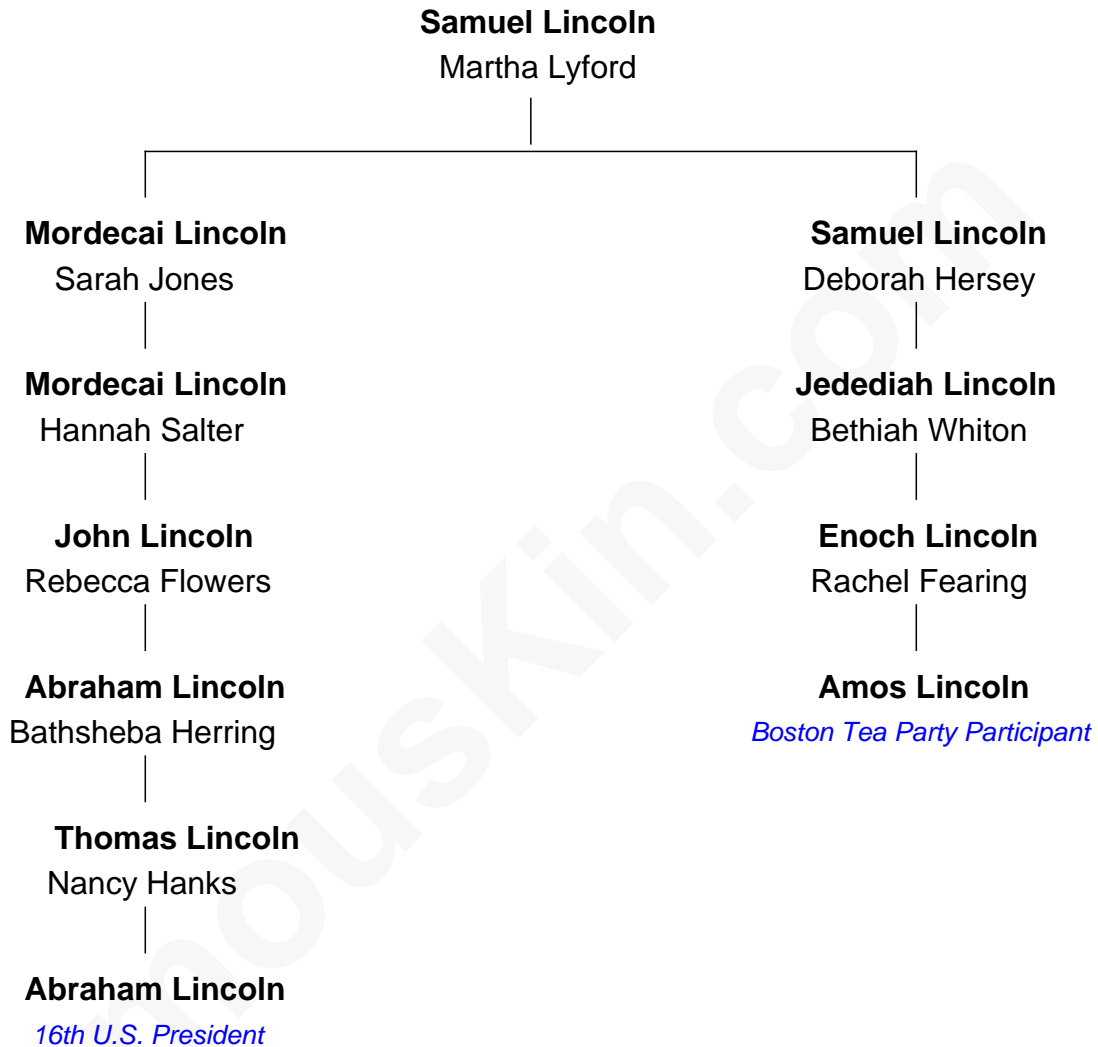 Samuel Lincoln
Martha Lyford
Mordecai Lincoln
Sarah Jones
Mordecai Lincoln
Hannah Salter
John Lincoln
Rebecca Flowers
Abraham Lincoln
Bathsheba Herring
Thomas Lincoln
Nancy Hanks
Abraham Lincoln
16th U.S. President
Samuel Lincoln
Deborah Hersey
Jedediah Lincoln
Bethiah Whiton
Enoch Lincoln
Rachel Fearing
Amos Lincoln
Boston Tea Party Participant
mousKin.com